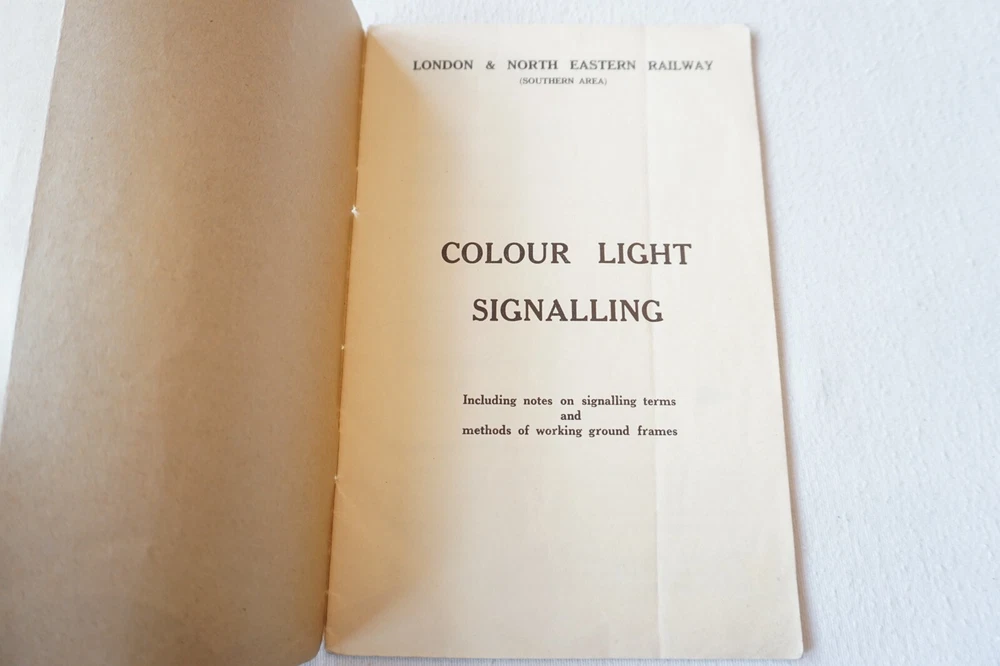 LONDON & NORTH EASTERN RAILWAY
(SOUTHERN AREA)
COLOUR LIGHT
SIGNALLING
Including notes on signalling terms
and
methods of working ground frames